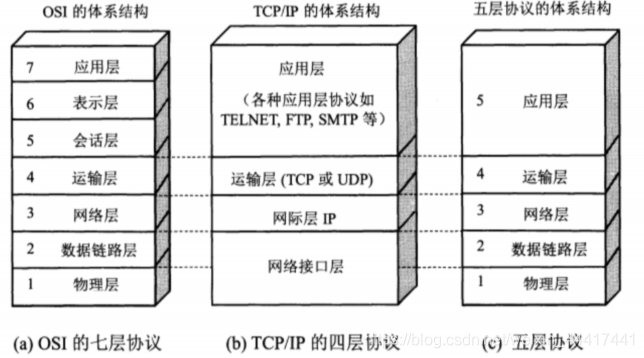 OSI 的体系结构
7 应用层
6 表示层
5 会话层
4 运输层
3 网络层
2 数据链路层
1 物理层
(a) OSI 的七层协议
TCP/IP 的体系结构
应用层
（各种应用层协议如
TELNET, FTP, SMTP 等）
运输层 (TCP 或 UDP)
网际层 IP
网络接口层
(b) TCP/IP 的四层协议
五层协议的体系结构
5 应用层
4 运输层
3 网络层
2 数据链路层
1 物理层
(c) 五层协议